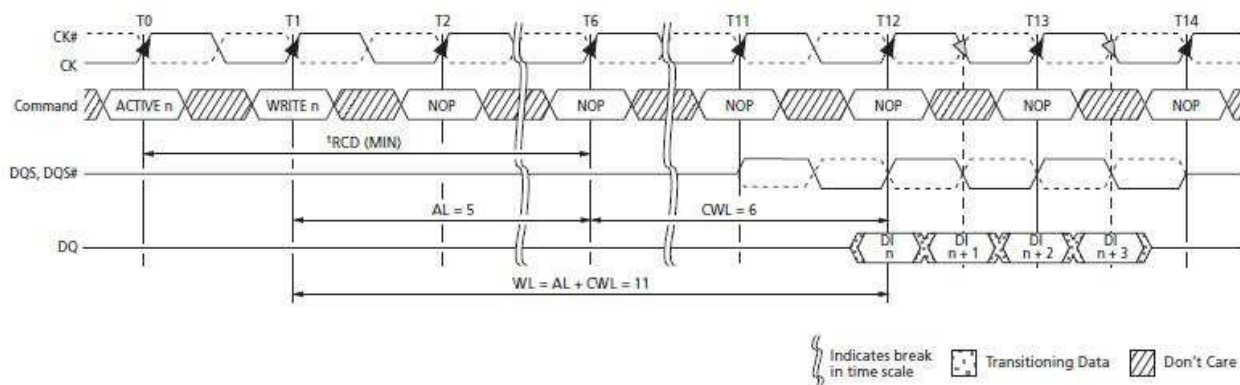 T0 T1 T2 T6 T11 T12 T13 T14
CK#
CK
Command ACTIVE n WRITE n NOP NOP NOP NOP NOP NOP
tRCD (MIN)
DQS, DQS#
AL = 5 CWL = 6
DQ DI n DI n + 1 DI n + 2 DI n + 3
WL = AL + CWL = 11
Indicates break in time scale
Transitioning Data
Don't Care